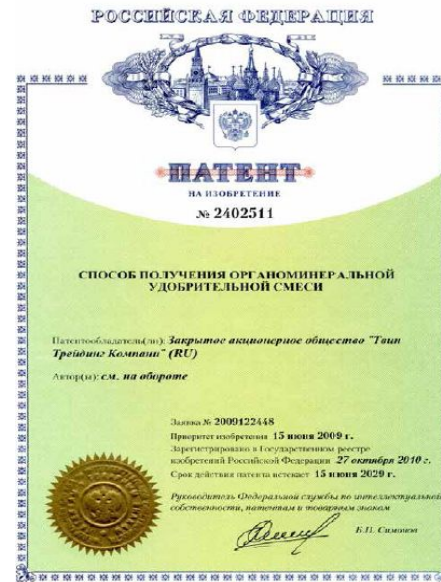 РОССИЙСКАЯ ФЕДЕРАЦИЯ
ПАТЕНТ
НА ИЗОБРЕТЕНИЕ
№ 2402511
СПОСОБ ПОЛУЧЕНИЯ ОРГАНОМИНЕРАЛЬНОЙ
УДОБРИТЕЛЬНОЙ СМЕСИ
Патентообладатель(ли): Закрытое акционерное общество "Твин
Трейдинг Компани" (RU)
Автор(ы): см. на обороте
Заявка № 2009122448
Приоритет изобретения 15 июня 2009 г.
Зарегистрировано в Государственном реестре
изобретений Российской Федерации 27 октября 2010 г.
Срок действия патента истекает 15 июня 2029 г.
Руководитель Федеральной службы по интеллектуальной
собственности, патентам и товарным знакам
Б.П. Симонов